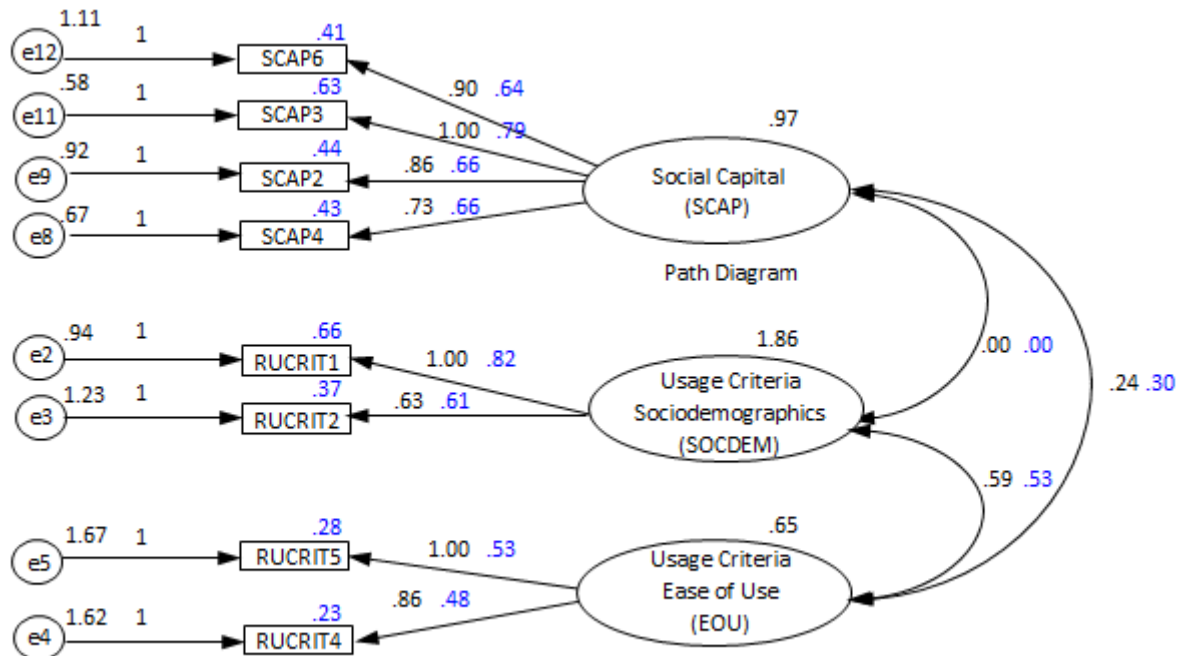 1.11 1 .41
e12 SCAP6
.90 .64
.58 1 .63
e11 SCAP3
1.00 .79
.97
.92 1 .44
e9 SCAP2
.86 .66
Social Capital
(SCAP)
.67 1 .43
e8 SCAP4
.73 .66
Path Diagram
.94 1 .66
e2 RUCRIT1
1.00 .82
1.86
.00 .00
1.23 1 .37
e3 RUCRIT2
.63 .61
Usage Criteria
Sociodemographics
(SOCDEM)
.24 .30
.59 .53
1.67 1 .28
e5 RUCRIT5
1.00 .53
.65
Usage Criteria
Ease of Use
(EOU)
1.62 1 .23
e4 RUCRIT4
.86 .48